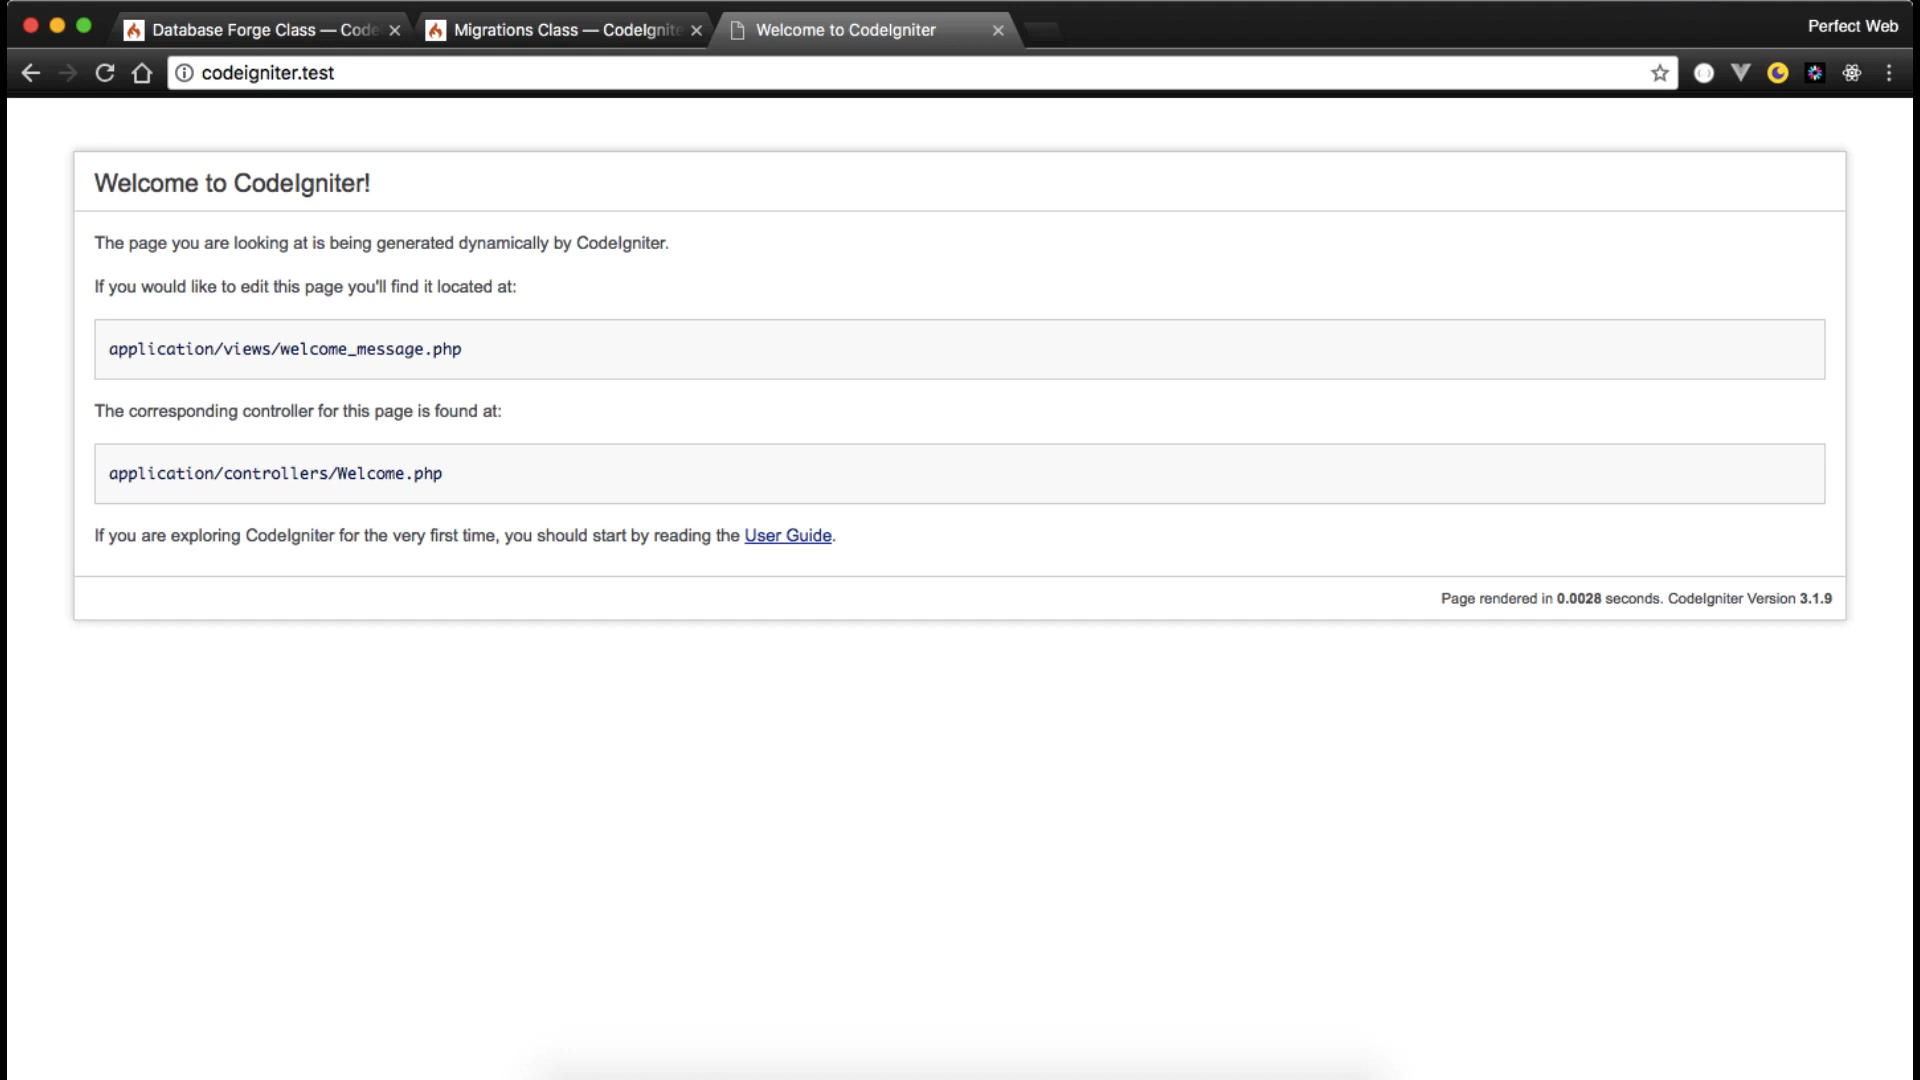 Database Forge Class — Code
Migrations Class — CodeIgnite
Welcome to CodeIgniter
Perfect Web
codeigniter.test
Welcome to CodeIgniter!
The page you are looking at is being generated dynamically by CodeIgniter.
If you would like to edit this page you'll find it located at:
application/views/welcome_message.php
The corresponding controller for this page is found at:
application/controllers/Welcome.php
If you are exploring CodeIgniter for the very first time, you should start by reading the User Guide.
Page rendered in 0.0028 seconds. CodeIgniter Version 3.1.9